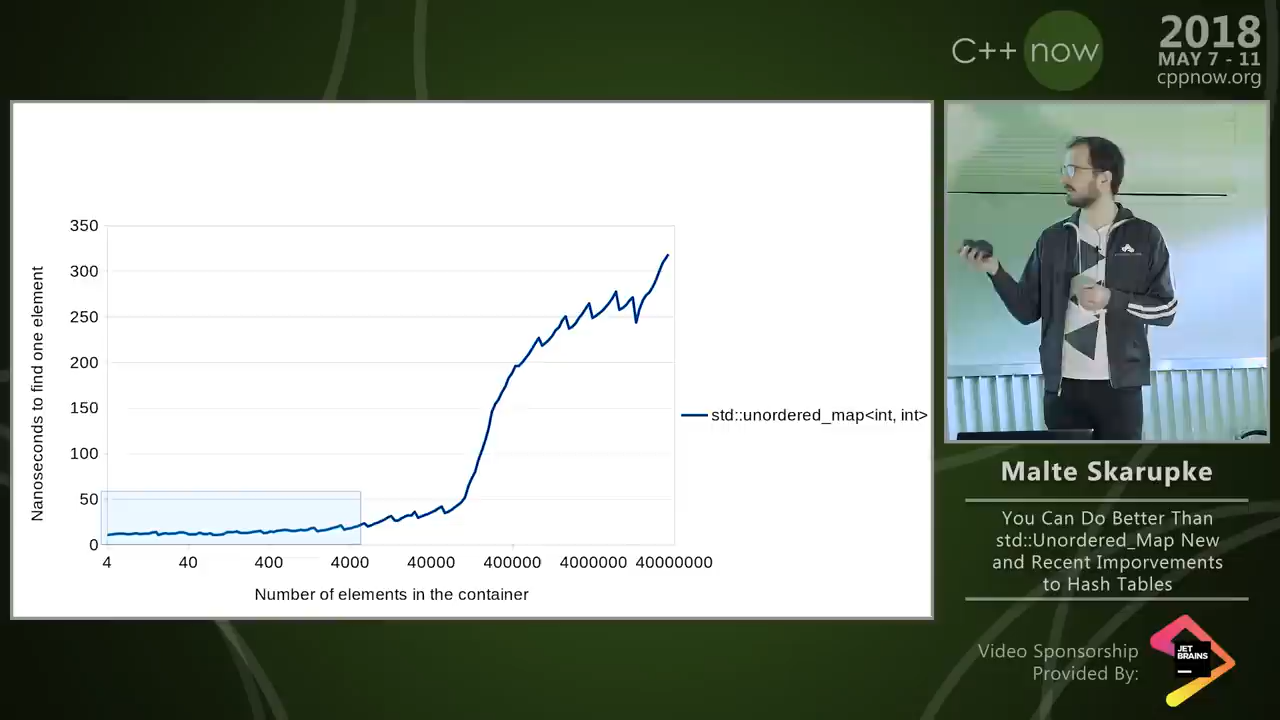 C++ now
2018
MAY 7 - 11
cppnow.org
350
300
250
200
150
100
50
0
Nanoseconds to find one element
4 40 400 4000 40000 400000 4000000 40000000
Number of elements in the container
std::unordered_map<int, int>
Malte Skarupke
You Can Do Better Than
std::Unordered_Map New
and Recent Imporvements
to Hash Tables
Video Sponsorship
Provided By:
JET
BRAINS